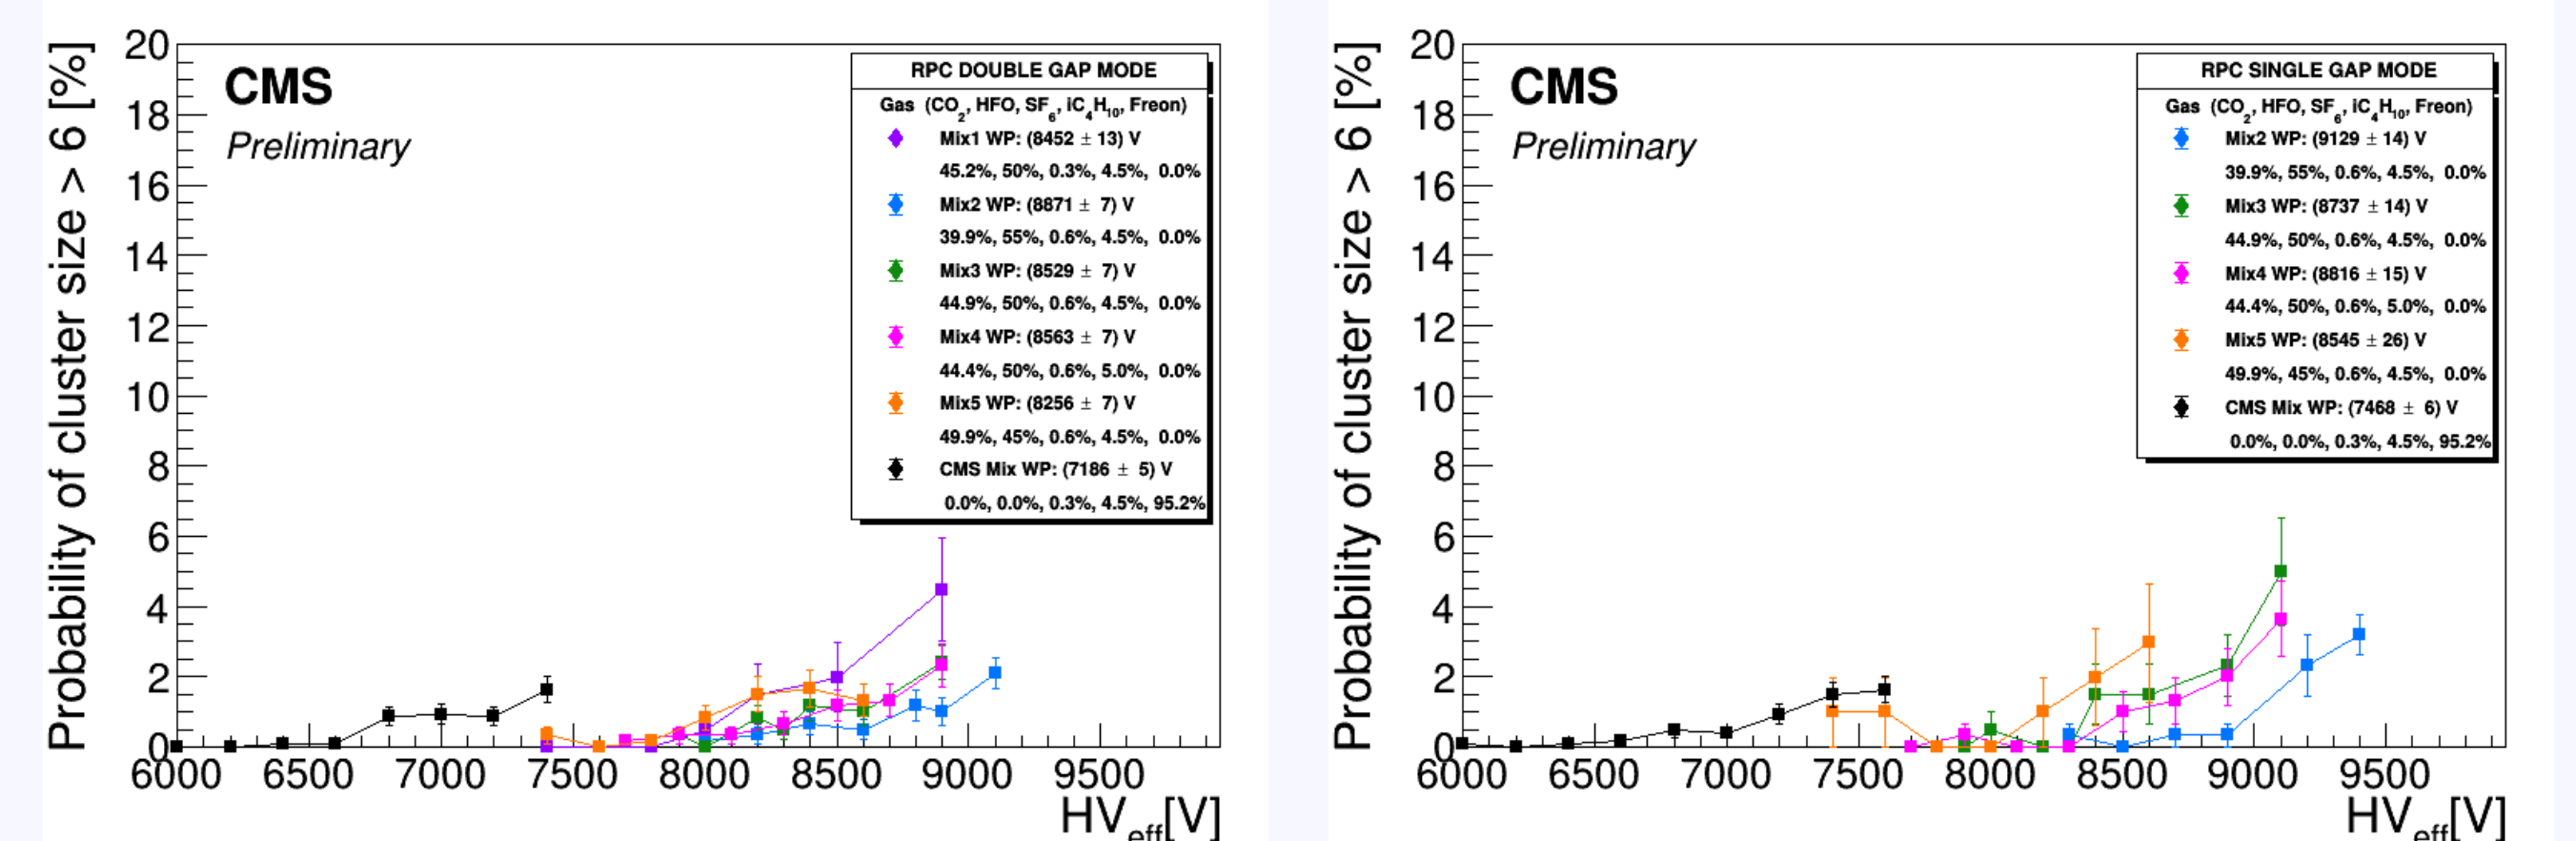 Probability of cluster size > 6 [%]
20
18
16
14
12
10
8
6
4
2
0
CMS
Preliminary
RPC DOUBLE GAP MODE
Gas (CO2, HFO, SF6, iC4H10, Freon)
Mix1 WP: (8452 ± 13) V
45.2%, 50%, 0.3%, 4.5%, 0.0%
Mix2 WP: (8871 ± 7) V
39.9%, 55%, 0.6%, 4.5%, 0.0%
Mix3 WP: (8529 ± 7) V
44.9%, 50%, 0.6%, 4.5%, 0.0%
Mix4 WP: (8563 ± 7) V
44.4%, 50%, 0.6%, 5.0%, 0.0%
Mix5 WP: (8256 ± 7) V
49.9%, 45%, 0.6%, 4.5%, 0.0%
CMS Mix WP: (7186 ± 5) V
0.0%, 0.0%, 0.3%, 4.5%, 95.2%
6000 6500 7000 7500 8000 8500 9000 9500
HVeff[V]
Probability of cluster size > 6 [%]
20
18
16
14
12
10
8
6
4
2
0
CMS
Preliminary
RPC SINGLE GAP MODE
Gas (CO2, HFO, SF6, iC4H10, Freon)
Mix2 WP: (9129 ± 14) V
39.9%, 55%, 0.6%, 4.5%, 0.0%
Mix3 WP: (8737 ± 14) V
44.9%, 50%, 0.6%, 4.5%, 0.0%
Mix4 WP: (8816 ± 15) V
44.4%, 50%, 0.6%, 5.0%, 0.0%
Mix5 WP: (8545 ± 26) V
49.9%, 45%, 0.6%, 4.5%, 0.0%
CMS Mix WP: (7468 ± 6) V
0.0%, 0.0%, 0.3%, 4.5%, 95.2%
6000 6500 7000 7500 8000 8500 9000 9500
HVeff[V]